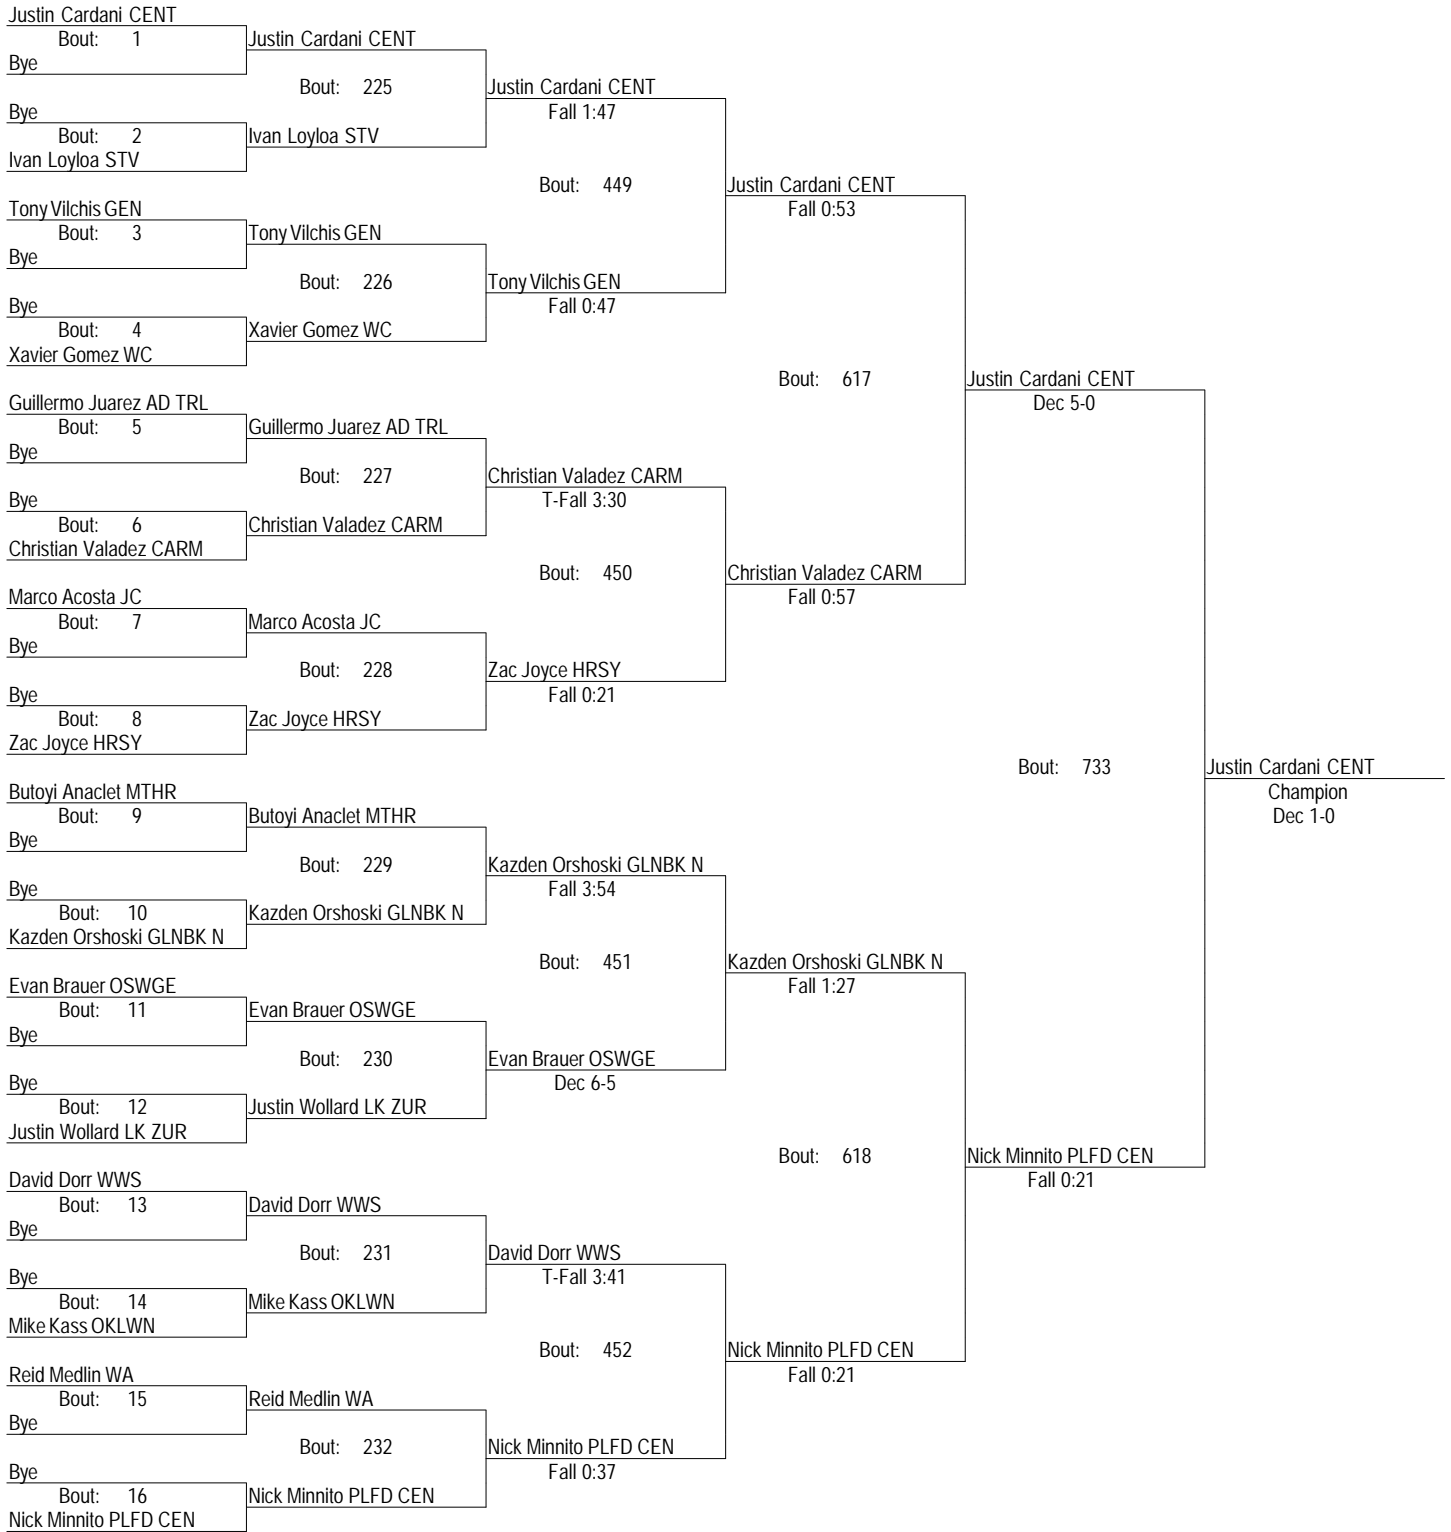 Justin Cardani CENT
Bout: 1
Bye
Bye
Bout: 2
Ivan Loyloa STV
Tony Vilchis GEN
Bout: 3
Bye
Bye
Bout: 4
Xavier Gomez WC
Guillermo Juarez AD TRL
Bout: 5
Bye
Bye
Bout: 6
Christian Valadez CARM
Marco Acosta JC
Bout: 7
Bye
Bye
Bout: 8
Zac Joyce HRSY
Butoyi Anaclet MTHR
Bout: 9
Bye
Bye
Bout: 10
Kazden Orshoski GLNBK N
Evan Brauer OSWGE
Bout: 11
Bye
Bye
Bout: 12
Justin Wollard LK ZUR
David Dorr WWS
Bout: 13
Bye
Bye
Bout: 14
Mike Kass OKLWN
Reid Medlin WA
Bout: 15
Bye
Bye
Bout: 16
Nick Minnito PLFD CEN
Justin Cardani CENT
Bout: 225
Ivan Loyloa STV
Tony Vilchis GEN
Bout: 226
Xavier Gomez WC
Guillermo Juarez AD TRL
Bout: 227
Christian Valadez CARM
Marco Acosta JC
Bout: 228
Zac Joyce HRSY
Butoyi Anaclet MTHR
Bout: 229
Kazden Orshoski GLNBK N
Evan Brauer OSWGE
Bout: 230
Justin Wollard LK ZUR
David Dorr WWS
Bout: 231
Mike Kass OKLWN
Reid Medlin WA
Bout: 232
Nick Minnito PLFD CEN
Justin Cardani CENT
Fall 1:47
Bout: 449
Tony Vilchis GEN
Fall 0:47
Christian Valadez CARM
T-Fall 3:30
Bout: 450
Zac Joyce HRSY
Fall 0:21
Kazden Orshoski GLNBK N
Fall 3:54
Bout: 451
Evan Brauer OSWGE
Dec 6-5
David Dorr WWS
T-Fall 3:41
Bout: 452
Nick Minnito PLFD CEN
Fall 0:37
Justin Cardani CENT
Fall 0:53
Bout: 617
Christian Valadez CARM
Fall 0:57
Kazden Orshoski GLNBK N
Fall 1:27
Bout: 618
Nick Minnito PLFD CEN
Fall 0:21
Justin Cardani CENT
Dec 5-0
Bout: 733
Nick Minnito PLFD CEN
Fall 0:21
Justin Cardani CENT
Champion
Dec 1-0